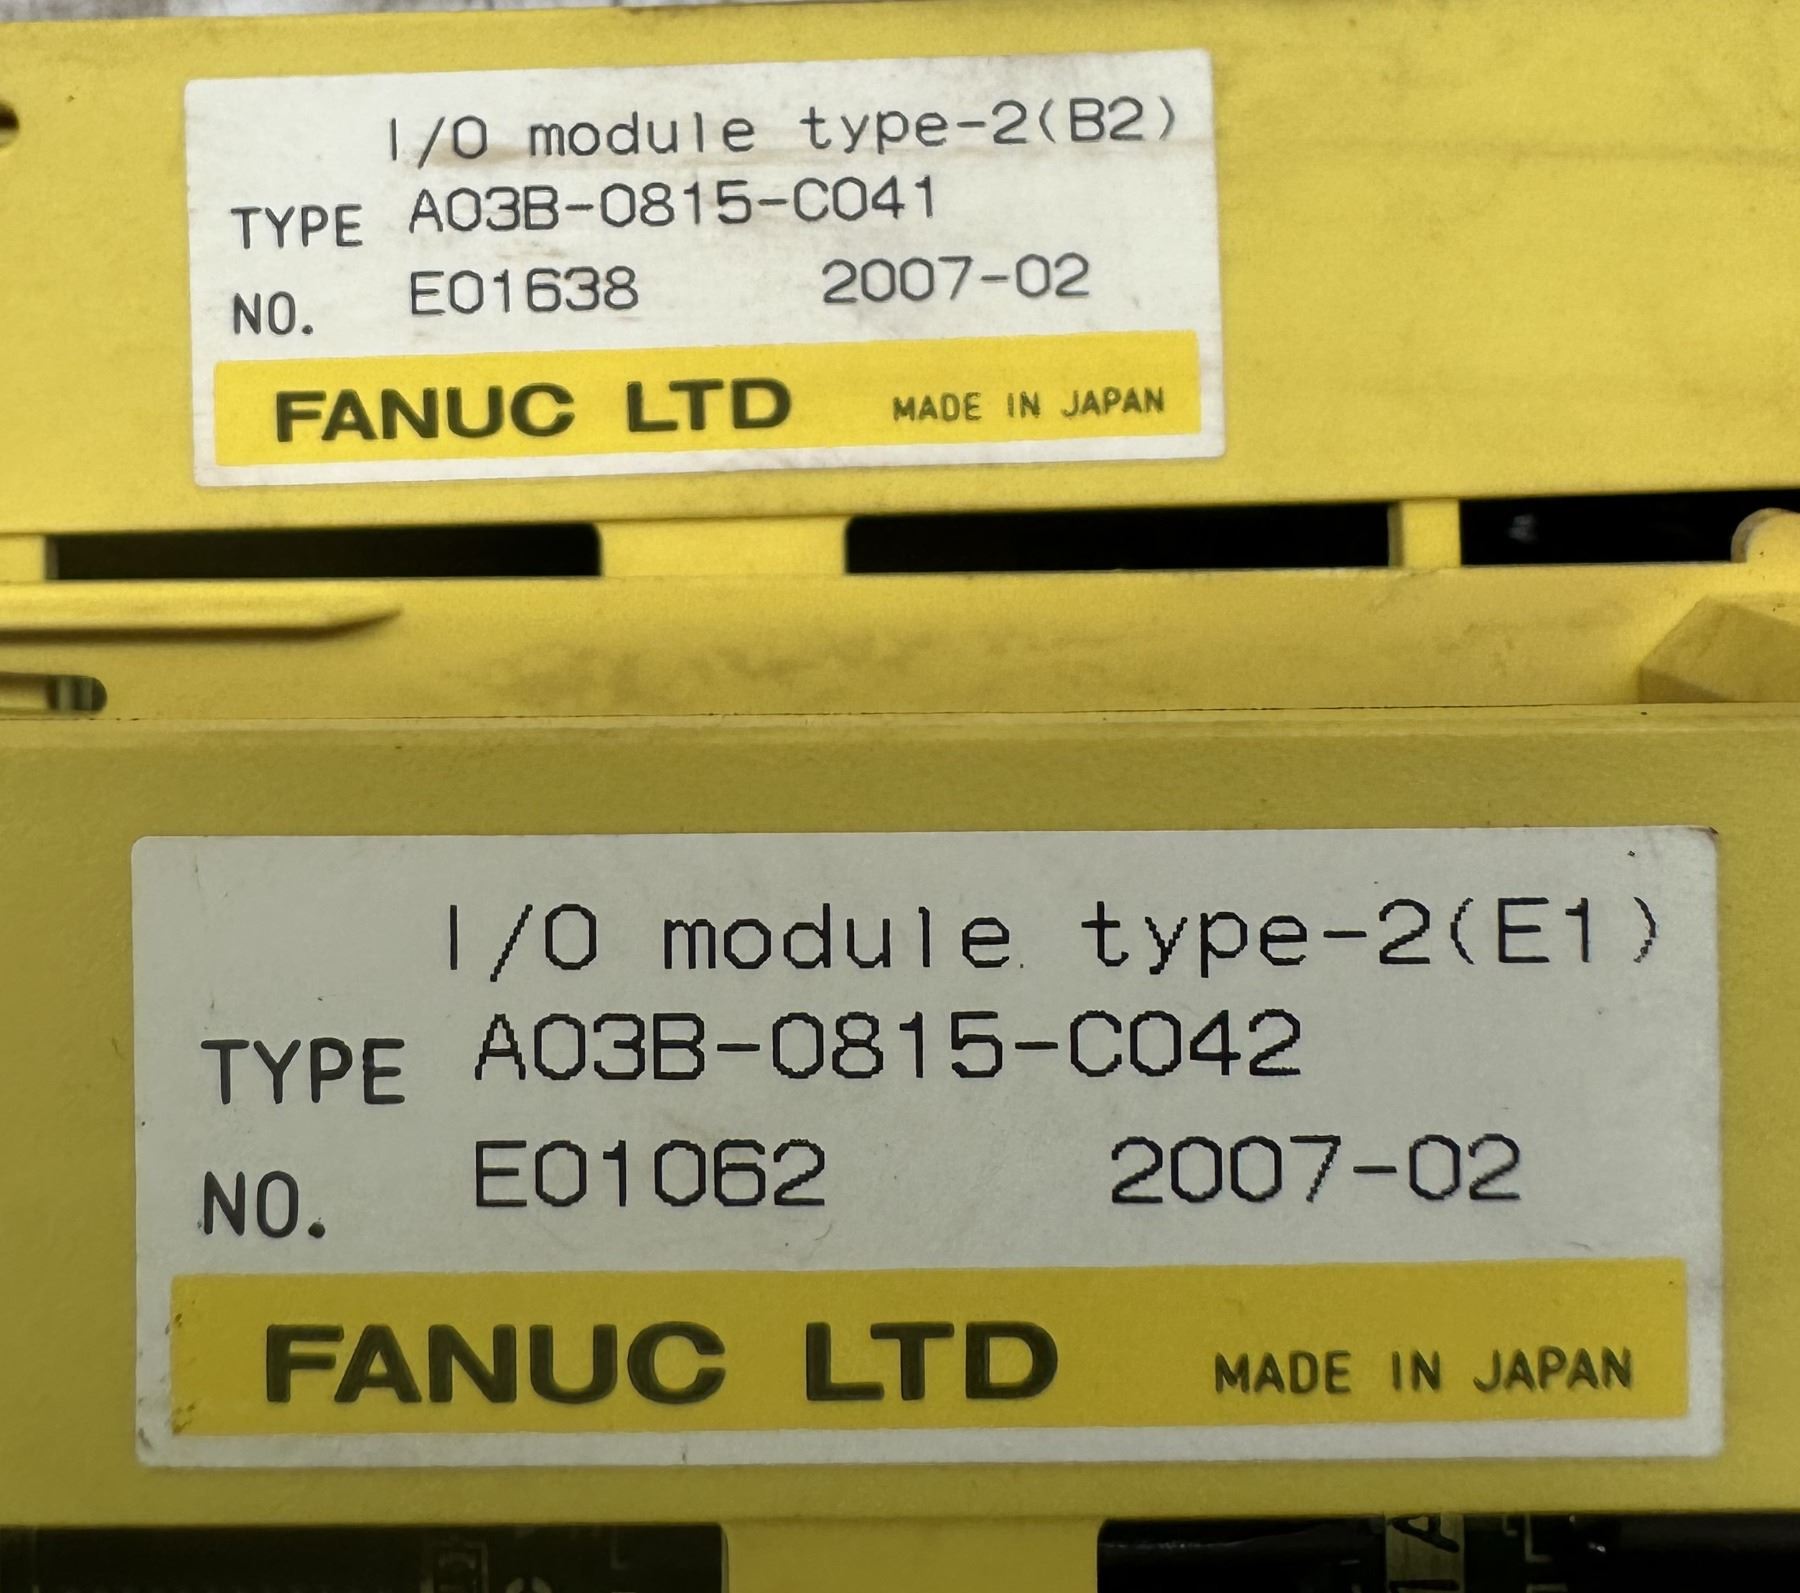 I/O module type-2(B2)
TYPE A03B-0815-C041
NO. E01638 2007-02
FANUC LTD MADE IN JAPAN
I/O module type-2(E1)
TYPE A03B-0815-C042
NO. E01062 2007-02
FANUC LTD MADE IN JAPAN